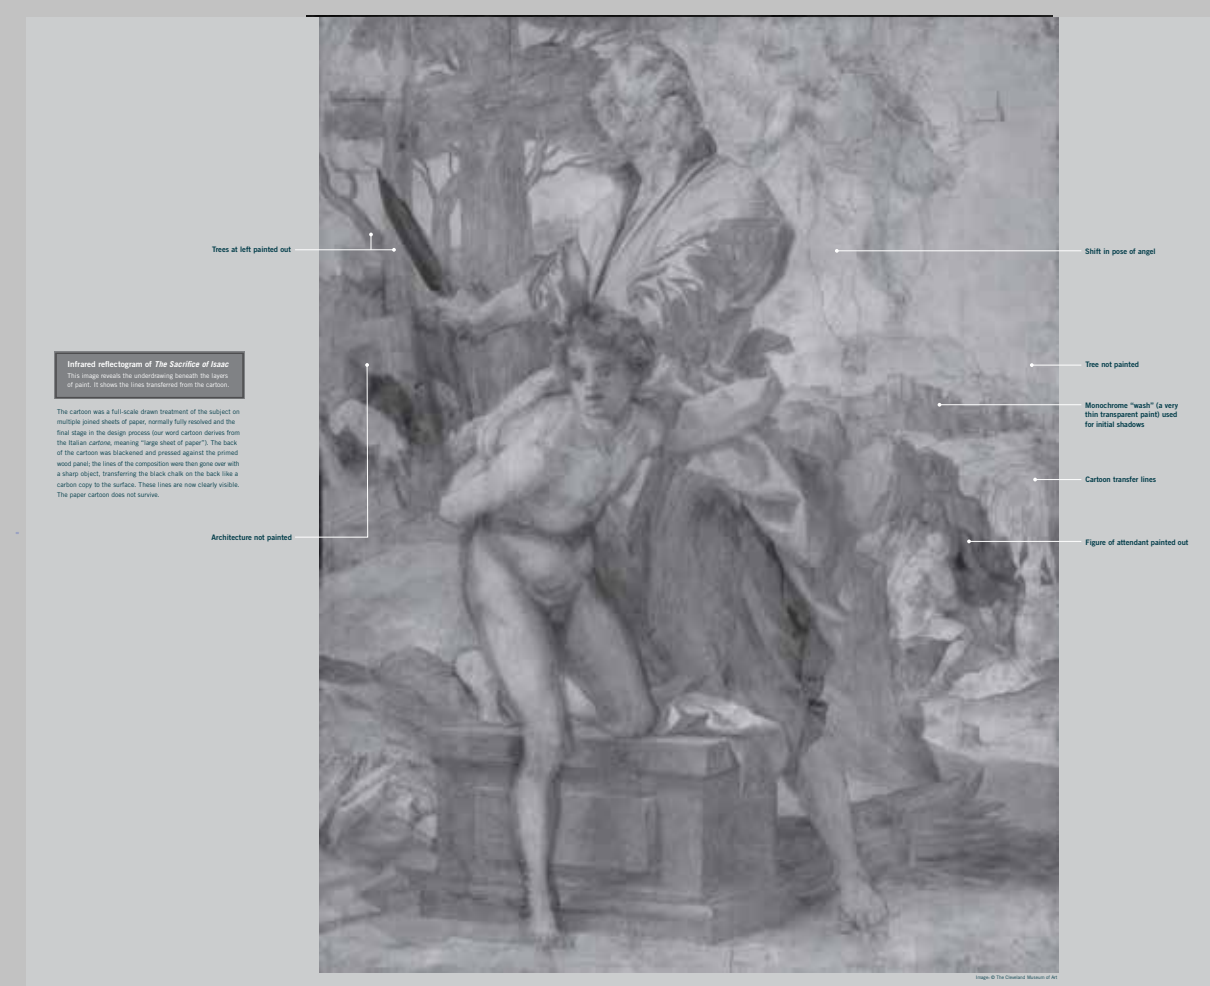 Trees at left painted out
Infrared reflectogram of The Sacrifice of Isaac
This image reveals the underdrawing beneath the layers
of paint. It shows the lines transferred from the cartoon.
The cartoon was a full-scale drawn treatment of the subject on
multiple joined sheets of paper, normally fully resolved and the
final stage in the design process (our word cartoon derives from
the Italian cartone, meaning “large sheet of paper”). The back
of the cartoon was blackened and pressed against the primed
wood panel; the lines of the composition were then gone over with
a sharp object, transferring the black chalk on the back like a
carbon copy to the surface. These lines are now clearly visible.
The paper cartoon does not survive.
Architecture not painted
Shift in pose of angel
Tree not painted
Monochrome “wash” (a very
thin transparent paint) used
for initial shadows
Cartoon transfer lines
Figure of attendant painted out
Image: © The Cleveland Museum of Art